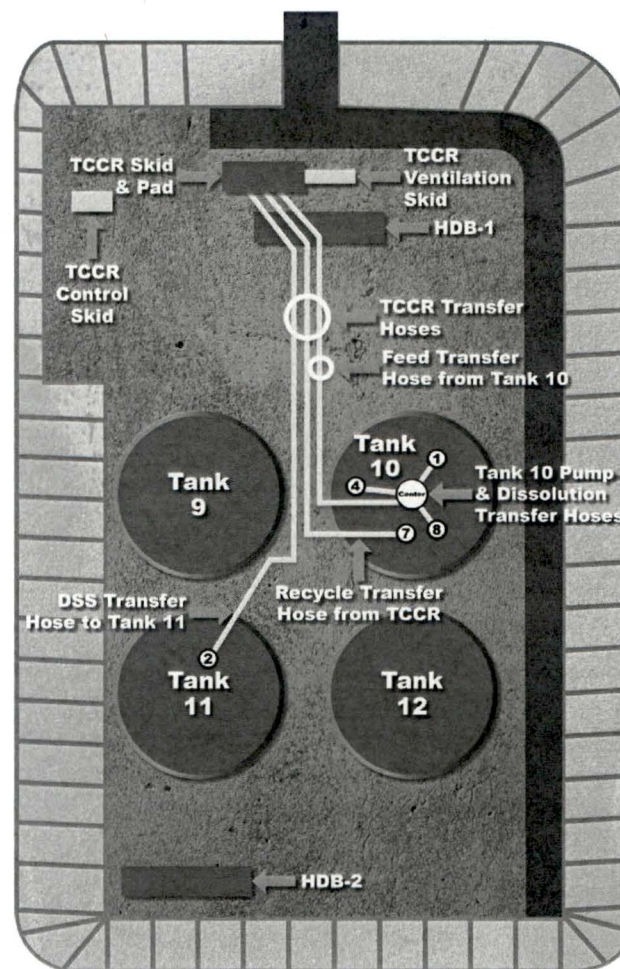 TCCR Skid
& Pad
TCCR
Ventilation
Skid
HDB-1
TCCR
Control
Skid
TCCR Transfer
Hoses
Feed Transfer
Hose from Tank 10
Tank
9
Tank
10
1
4
Center
7
8
Tank 10 Pump
& Dissolution
Transfer Hoses
DSS Transfer
Hose to Tank 11
Recycle Transfer
Hose from TCCR
2
Tank
11
Tank
12
HDB-2